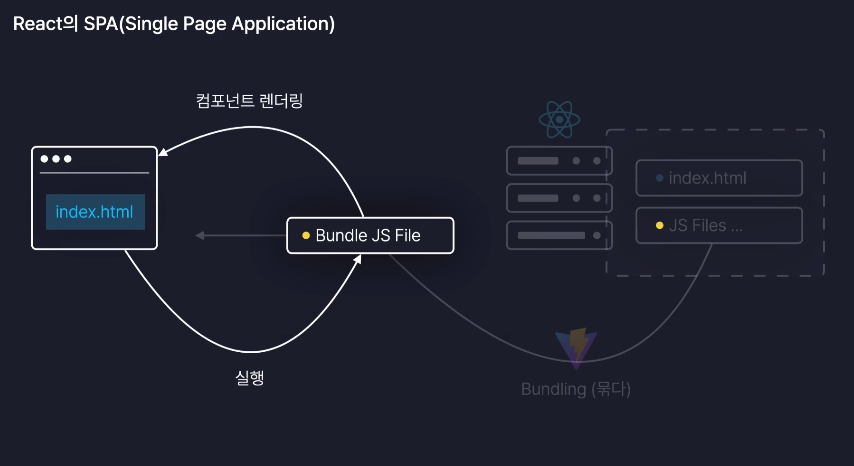 React의 SPA(Single Page Application)
컴포넌트 렌더링
index.html
index.html
Bundle JS File
JS Files ...
실행
Bundling (묶다)